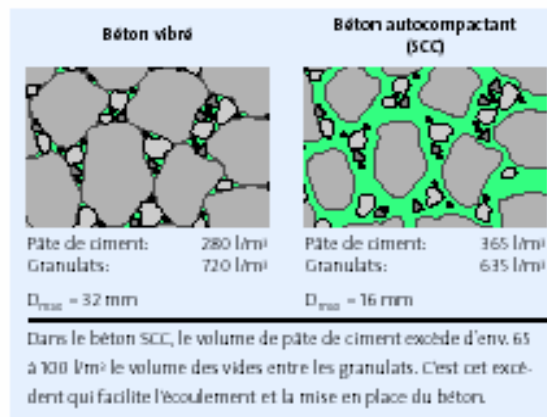 Béton vibré
Béton autocompactant
(SCC)
Pâte de ciment: 280 l/m³
Granulats: 720 l/m³
Dmax = 32 mm
Pâte de ciment: 365 l/m³
Granulats: 635 l/m³
Dmax = 16 mm
Dans le béton SCC, le volume de pâte de ciment excède d'env. 65
à 100 l/m³ le volume des vides entre les granulats. C'est cet excé-
dent qui facilite l'écoulement et la mise en place du béton.